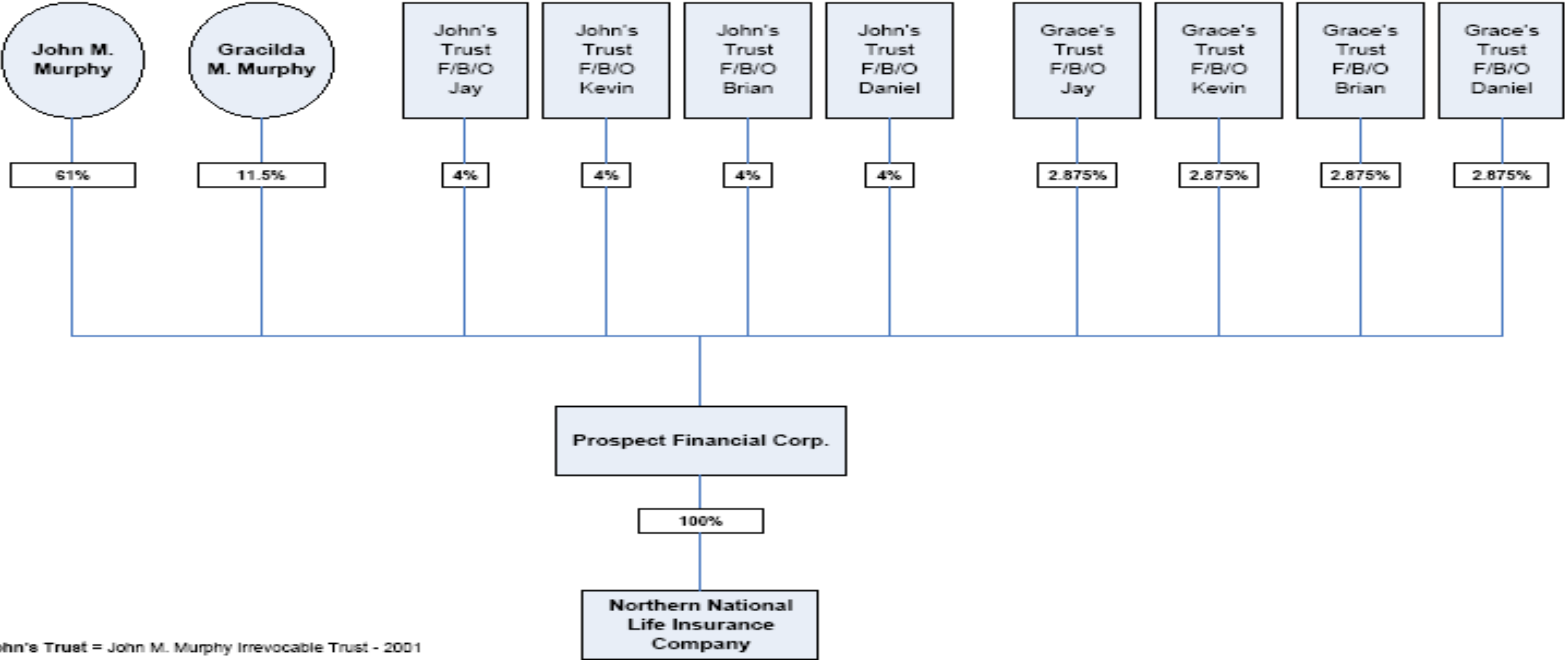 John M.
Murphy
Gracilda
M. Murphy
John's
Trust
F/B/O
Jay
John's
Trust
F/B/O
Kevin
John's
Trust
F/B/O
Brian
John's
Trust
F/B/O
Daniel
Grace's
Trust
F/B/O
Jay
Grace's
Trust
F/B/O
Kevin
Grace's
Trust
F/B/O
Brian
Grace's
Trust
F/B/O
Daniel
61%
11.5%
4%
4%
4%
4%
2.875%
2.875%
2.875%
2.875%
Prospect Financial Corp.
100%
Northern National
Life Insurance
Company
ohn's Trust = John M. Murphy Irrevocable Trust - 2001